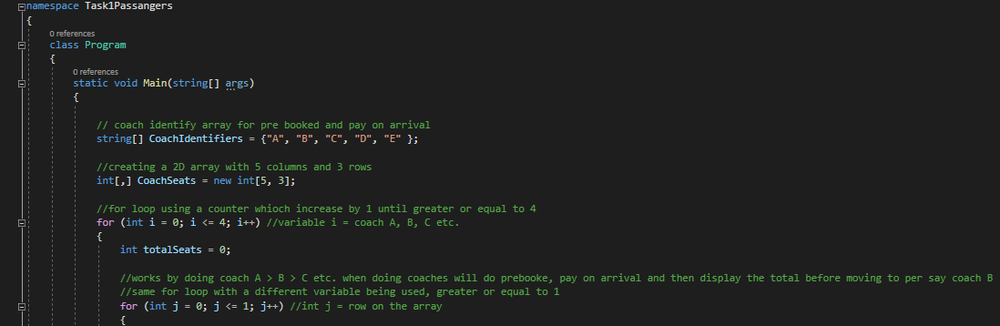 namespace Task1Passangers
{
0 references
class Program
{
0 references
static void Main(string[] args)
{
// coach identify array for pre booked and pay on arrival
string[] CoachIdentifiers = {"A", "B", "C", "D", "E" };
//creating a 2D array with 5 columns and 3 rows
int[,] CoachSeats = new int[5, 3];
//for loop using a counter whioch increase by 1 until greater or equal to 4
for (int i = 0; i <= 4; i++) //variable i = coach A, B, C etc.
{
int totalSeats = 0;
//works by doing coach A > B > C etc. when doing coaches will do prebooke, pay on arrival and then display the total before moving to per say coach B
//same for loop with a different variable being used, greater or equal to 1
for (int j = 0; j <= 1; j++) //int j = row on the array
{